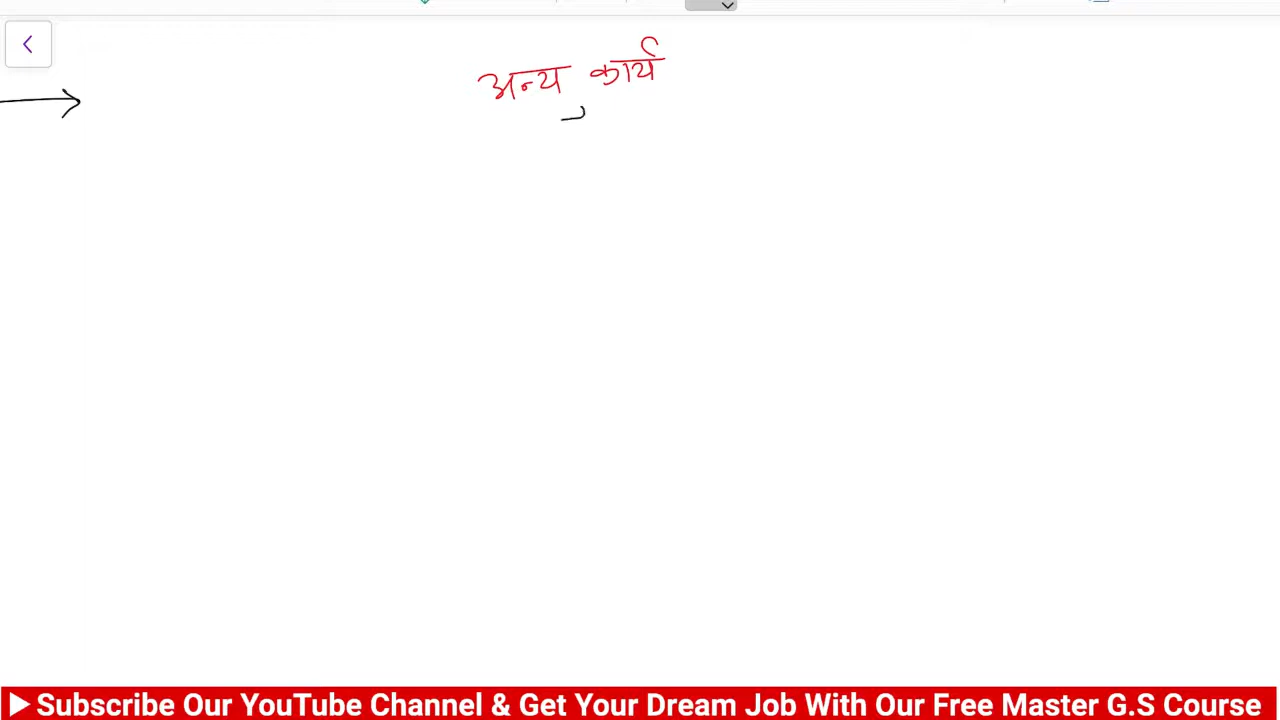 अन्य कार्य
Subscribe Our YouTube Channel & Get Your Dream Job With Our Free Master G.S Course